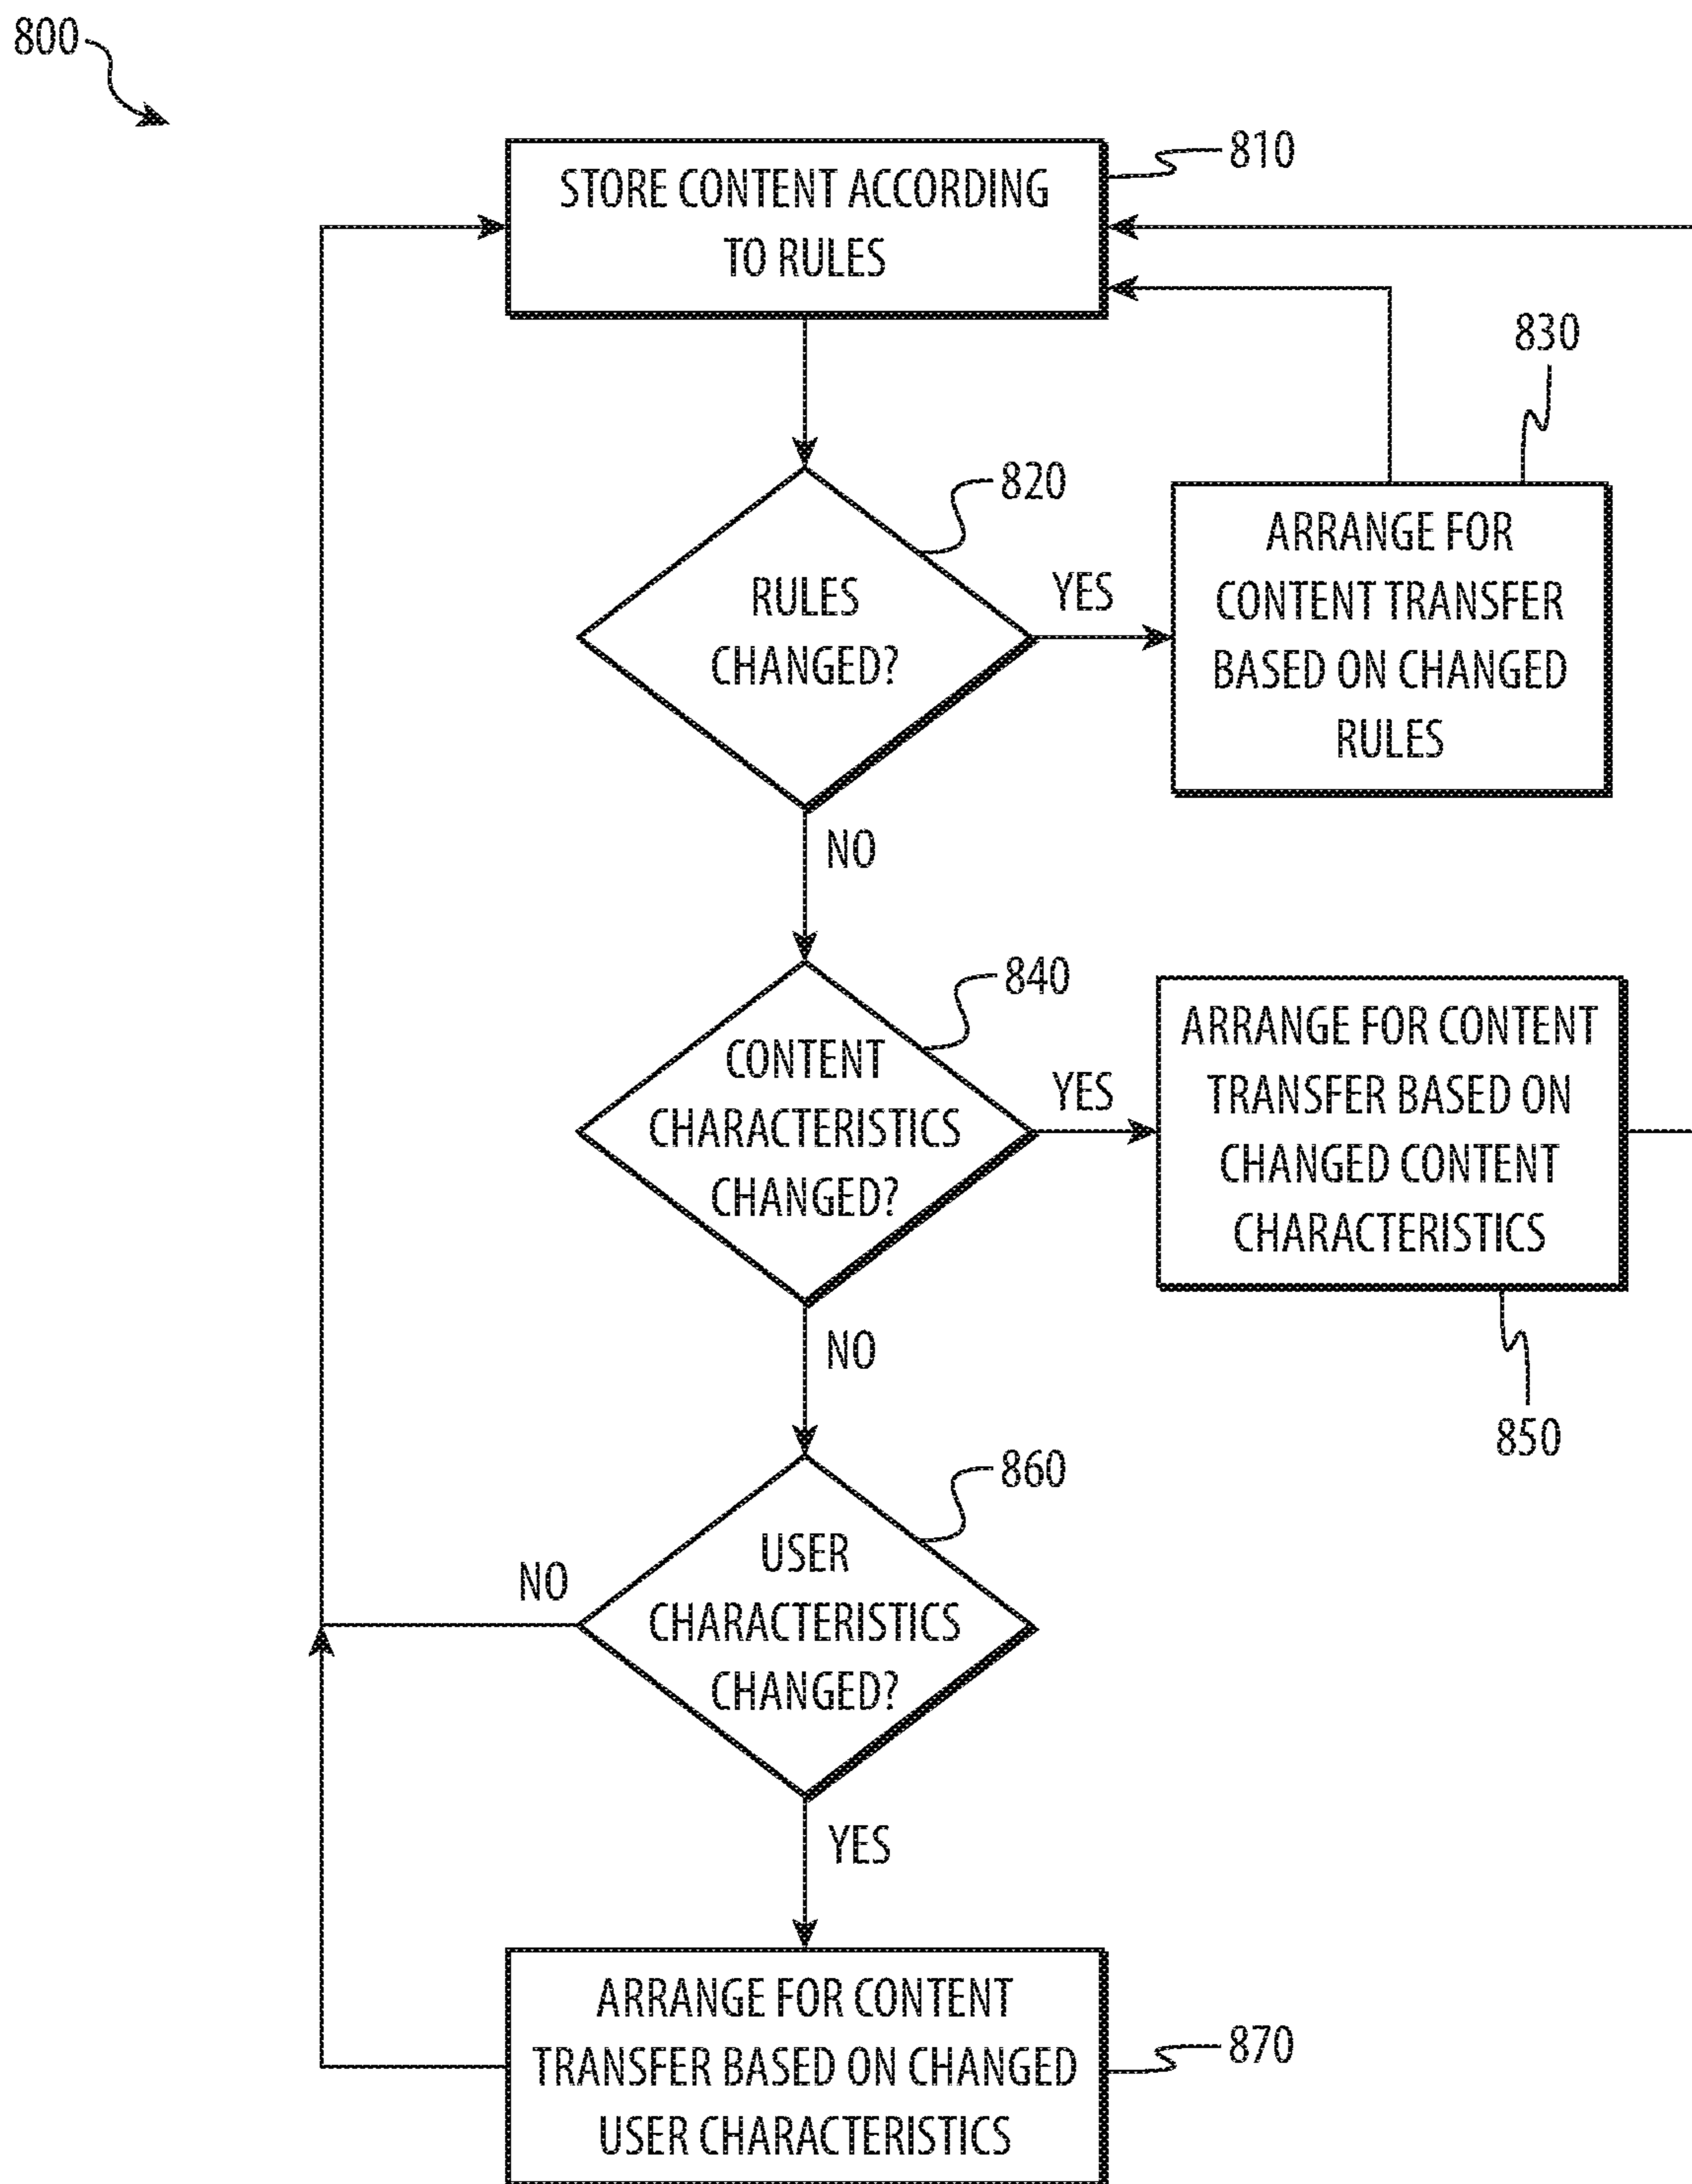 800
STORE CONTENT ACCORDING
TO RULES
810
820
RULES
CHANGED?
YES
830
ARRANGE FOR
CONTENT TRANSFER
BASED ON CHANGED
RULES
NO
840
CONTENT
CHARACTERISTICS
CHANGED?
YES
ARRANGE FOR CONTENT
TRANSFER BASED ON
CHANGED CONTENT
CHARACTERISTICS
850
NO
860
USER
CHARACTERISTICS
CHANGED?
NO
YES
ARRANGE FOR CONTENT
TRANSFER BASED ON CHANGED
USER CHARACTERISTICS
870